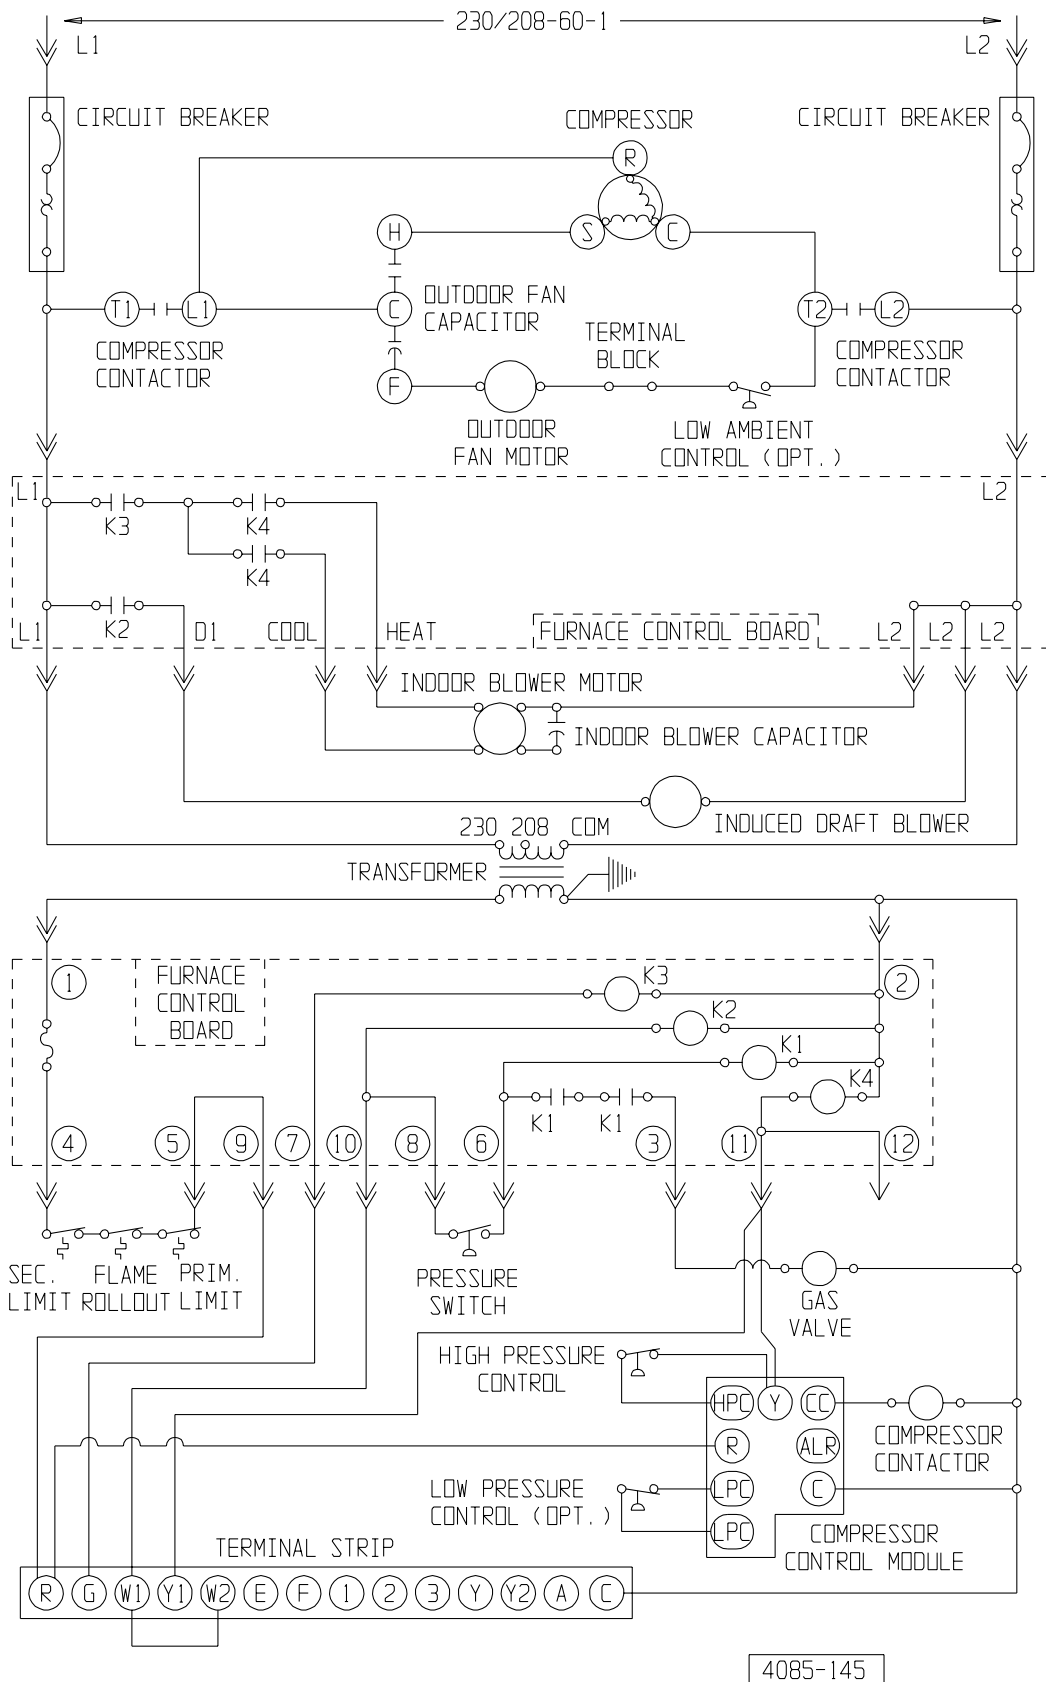 230/208-60-1
L1
L2
CIRCUIT BREAKER
COMPRESSOR
CIRCUIT BREAKER
R
H
S
C
T1
L1
C
OUTDOOR FAN
CAPACITOR
T2
L2
COMPRESSOR
CONTACTOR
TERMINAL
BLOCK
COMPRESSOR
CONTACTOR
F
OUTDOOR
FAN MOTOR
LOW AMBIENT
CONTROL (OPT.)
L1
L2
K3
K4
K4
L1
K2
D1
COOL
HEAT
FURNACE CONTROL BOARD
L2
L2
L2
INDOOR BLOWER MOTOR
INDOOR BLOWER CAPACITOR
INDUCED DRAFT BLOWER
230 208 COM
TRANSFORMER
1
FURNACE
CONTROL
BOARD
K3
2
K2
K1
K4
K1
K1
4
5
9
7
10
8
6
3
11
12
SEC.
LIMIT
FLAME
ROLLOUT
PRIM.
LIMIT
PRESSURE
SWITCH
GAS
VALVE
HIGH PRESSURE
CONTROL
HPC
Y
CC
COMPRESSOR
CONTACTOR
R
ALR
LOW PRESSURE
CONTROL (OPT.)
LPC
C
LPC
COMPRESSOR
CONTROL MODULE
TERMINAL STRIP
R G W1 Y1 W2 E F 1 2 3 Y Y2 A C
4085-145